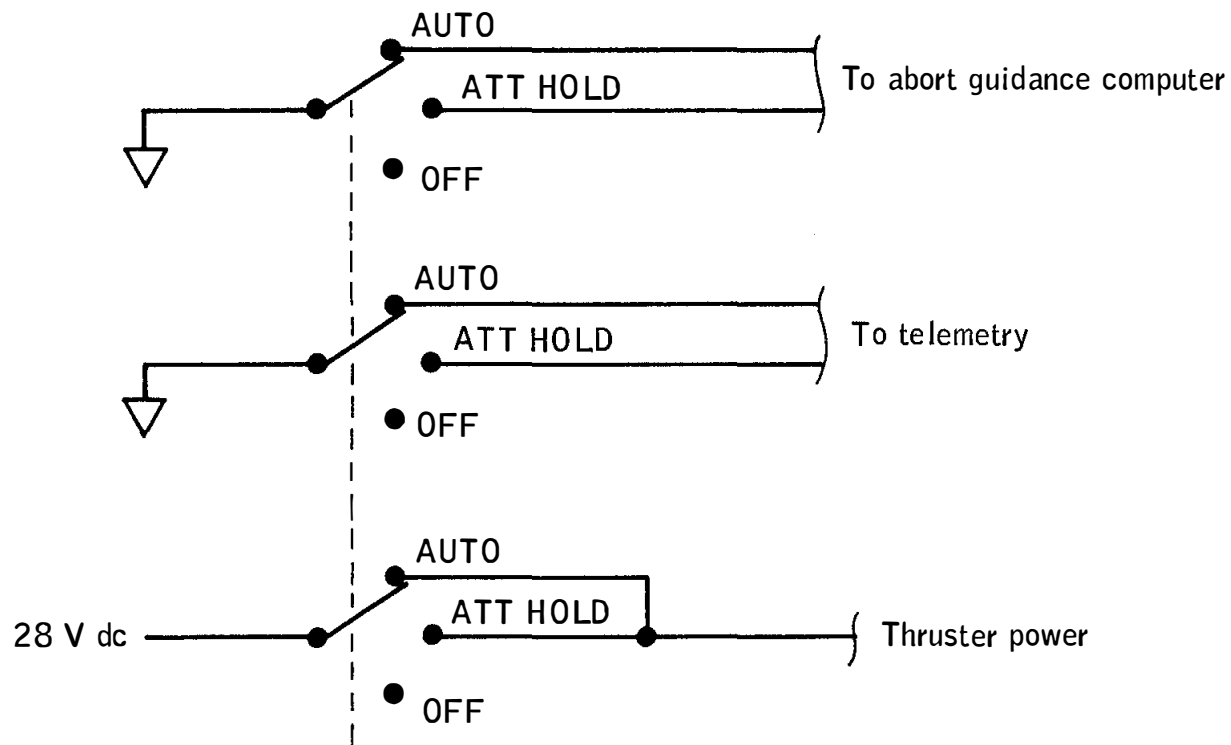 AUTO
ATT HOLD
To abort guidance computer
OFF
AUTO
ATT HOLD
To telemetry
OFF
AUTO
ATT HOLD
28 V dc
Thruster power
OFF